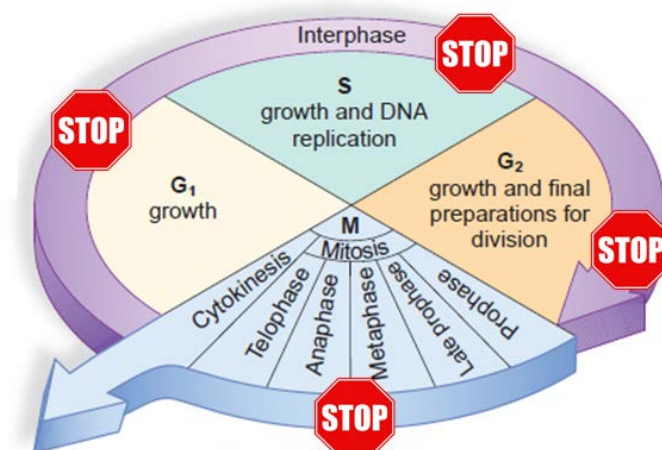 Interphase
STOP
STOP
S
growth and DNA
replication
G₁
growth
G₂
growth and final
preparations for
division
STOP
M
Mitosis
Cytokinesis
Telophase
Anaphase
Metaphase
Late prophase
Prophase
STOP